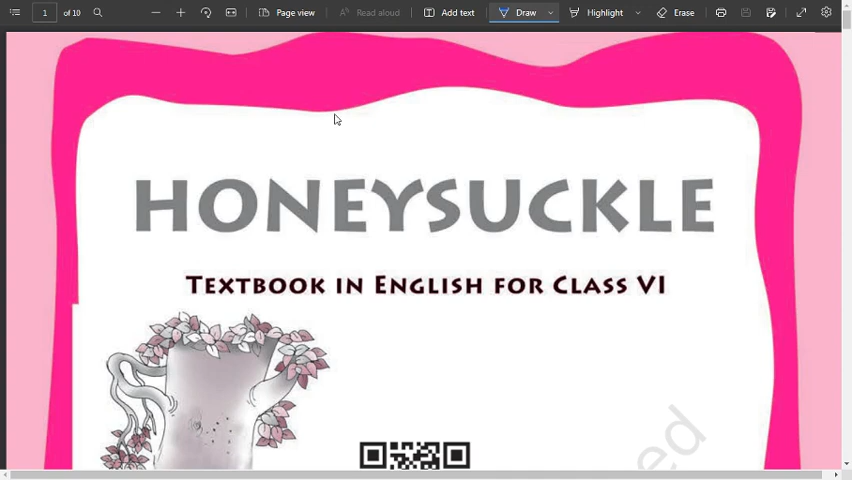 1 of 10 Page view Read aloud Add text Draw Highlight Erase
HONEYSUCKLE
TEXTBOOK IN ENGLISH FOR CLASS VI
ed